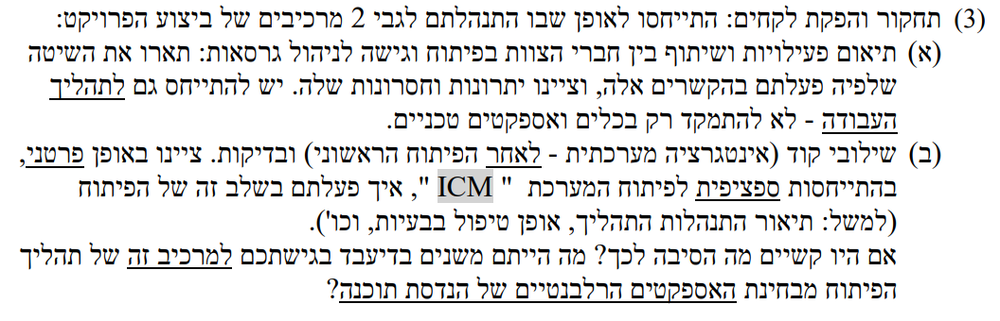 (3) תחקור והפקת לקחים: התייחסו לאופן שבו התנהלתם לגבי 2 מרכיבים של ביצוע הפרויקט:
(א) תיאום פעילויות ושיתוף בין חברי הצוות בפיתוח וגישה לניהול גרסאות: תארו את השיטה
שלפיה פעלתם בהקשרים אלה, וציינו יתרונות וחסרונות שלה. יש להתייחס גם לתהליך
העבודה - לא להתמקד רק בכלים ואספקטים טכניים.
(ב) שילובי קוד (אינטגרציה מערכתית - לאחר הפיתוח הראשוני) ובדיקות. ציינו באופן פרטני,
בהתייחסות ספציפית לפיתוח המערכת " ICM ", איך פעלתם בשלב זה של הפיתוח
(למשל: תיאור התנהלות התהליך, אופן טיפול בבעיות, וכו').
אם היו קשיים מה הסיבה לכך? מה הייתם משנים בדיעבד בגישתכם למרכיב זה של תהליך
הפיתוח מבחינת האספקטים הרלבנטיים של הנדסת תוכנה?